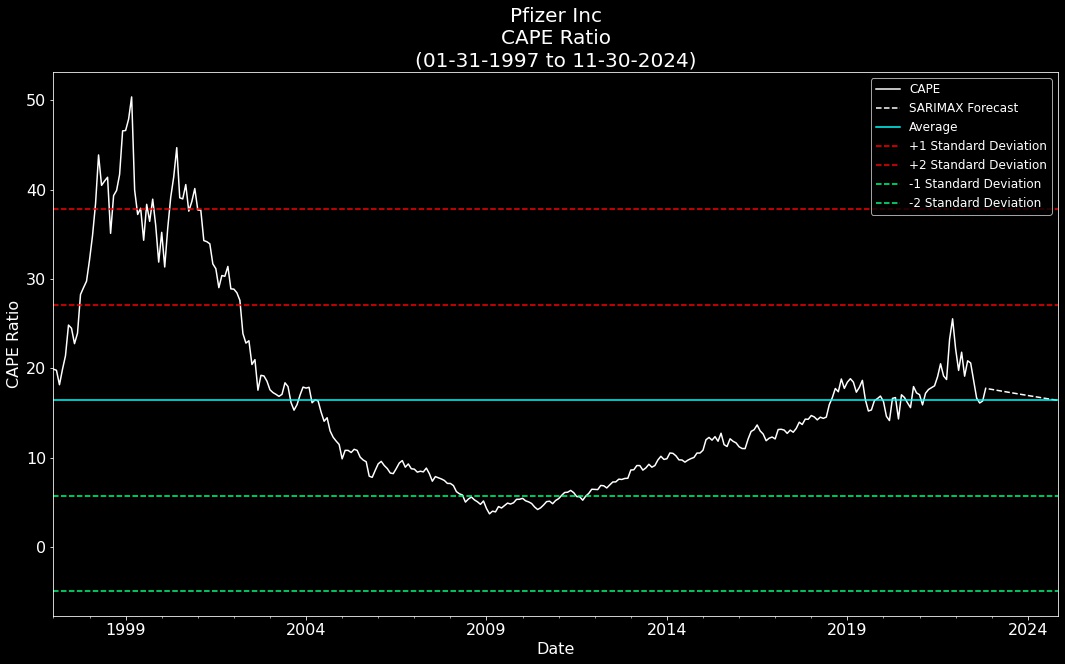 Pfizer Inc
CAPE Ratio
(01-31-1997 to 11-30-2024)
CAPE
SARIMAX Forecast
Average
+1 Standard Deviation
+2 Standard Deviation
-1 Standard Deviation
-2 Standard Deviation
CAPE Ratio
50
40
30
20
10
0
1999 2004 2009 2014 2019 2024
Date